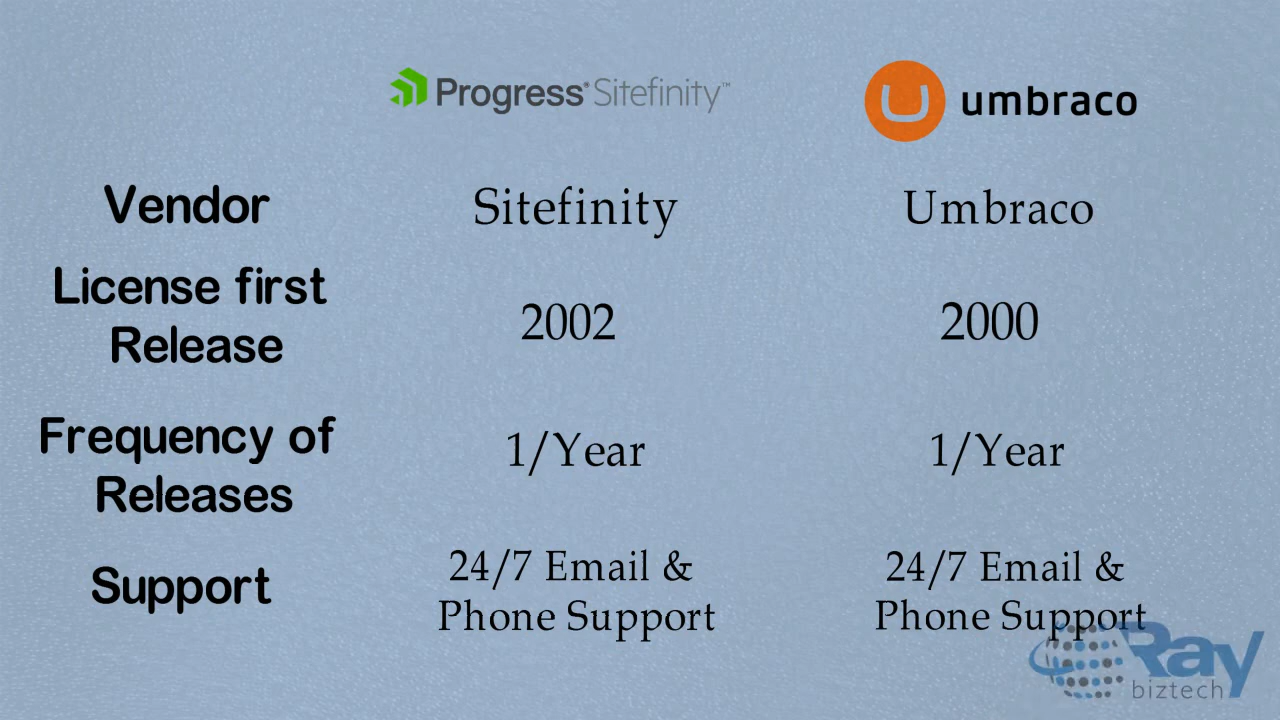 Progress® Sitefinity™
umbraco
Vendor
Sitefinity
Umbraco
License first
Release
2002
2000
Frequency of
Releases
1/Year
1/Year
Support
24/7 Email &
Phone Support
24/7 Email &
Phone Support
Ray
biztech